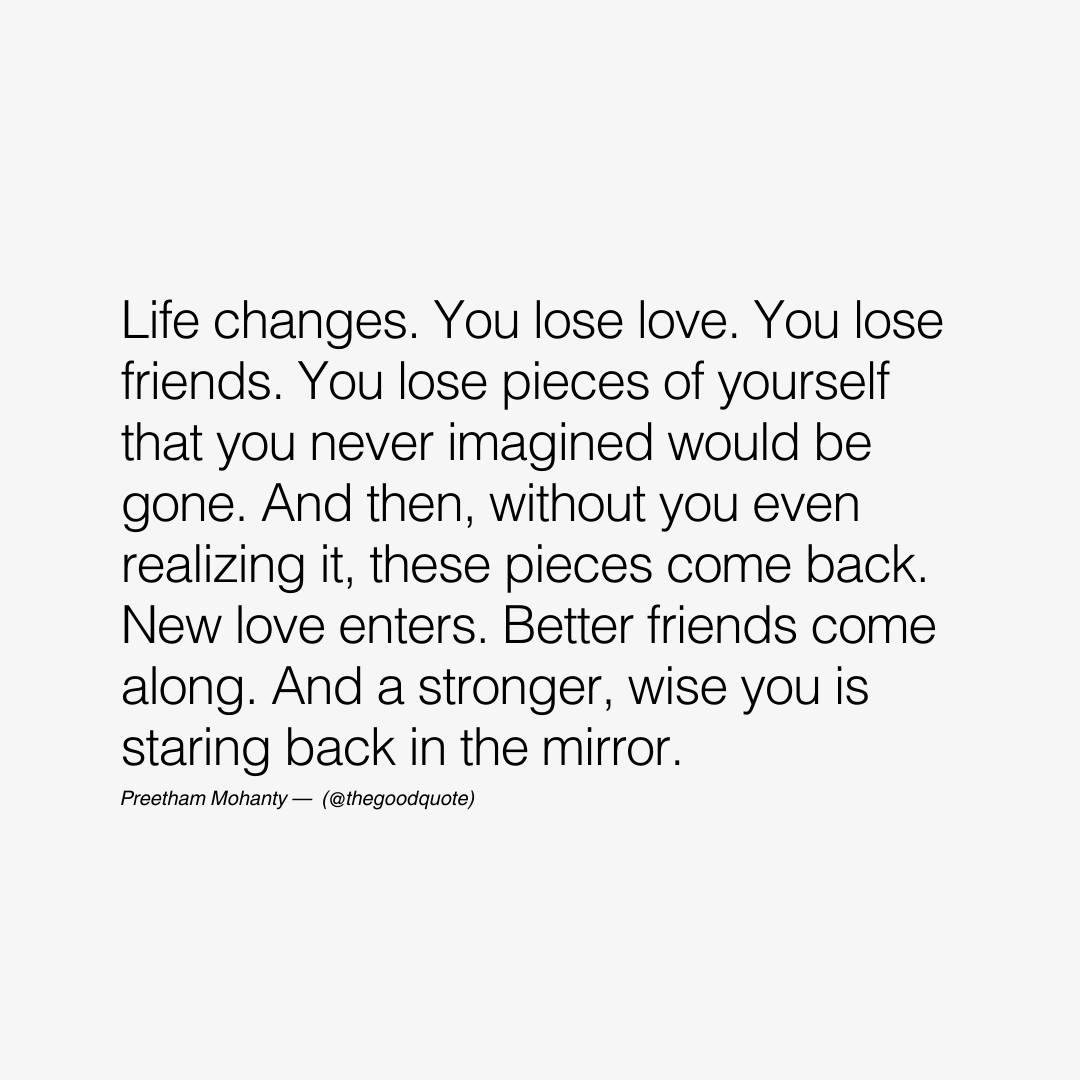 Life changes. You lose love. You lose
friends. You lose pieces of yourself
that you never imagined would be
gone. And then, without you even
realizing it, these pieces come back.
New love enters. Better friends come
along. And a stronger, wise you is
staring back in the mirror.
Preetham Mohanty — (@thegoodquote)